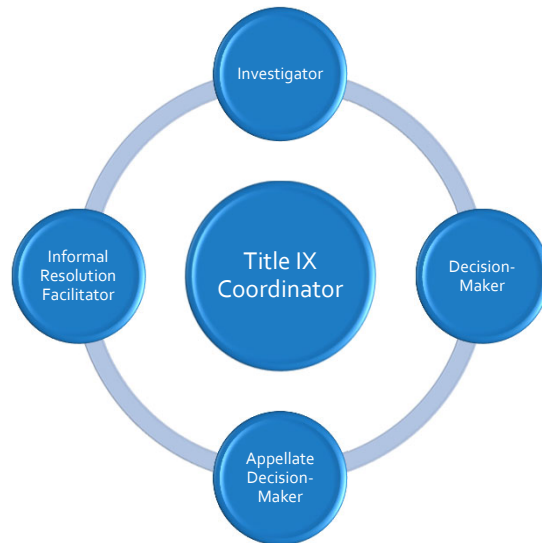 Investigator
Informal
Resolution
Facilitator
Title IX
Coordinator
Decision-
Maker
Appellate
Decision-
Maker